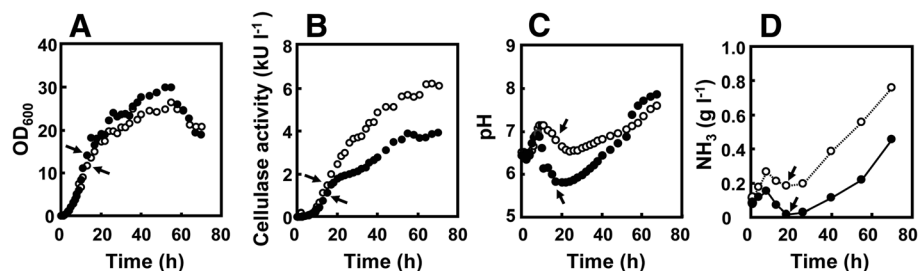 A
OD600
40
30
20
10
0
0 20 40 60 80
Time (h)
B
Cellulase activity (kU l-1)
8
6
4
2
0
0 20 40 60 80
Time (h)
C
pH
9
8
7
6
5
0 20 40 60 80
Time (h)
D
NH3 (g l-1)
1.0
0.8
0.6
0.4
0.2
0
0 20 40 60 80
Time (h)